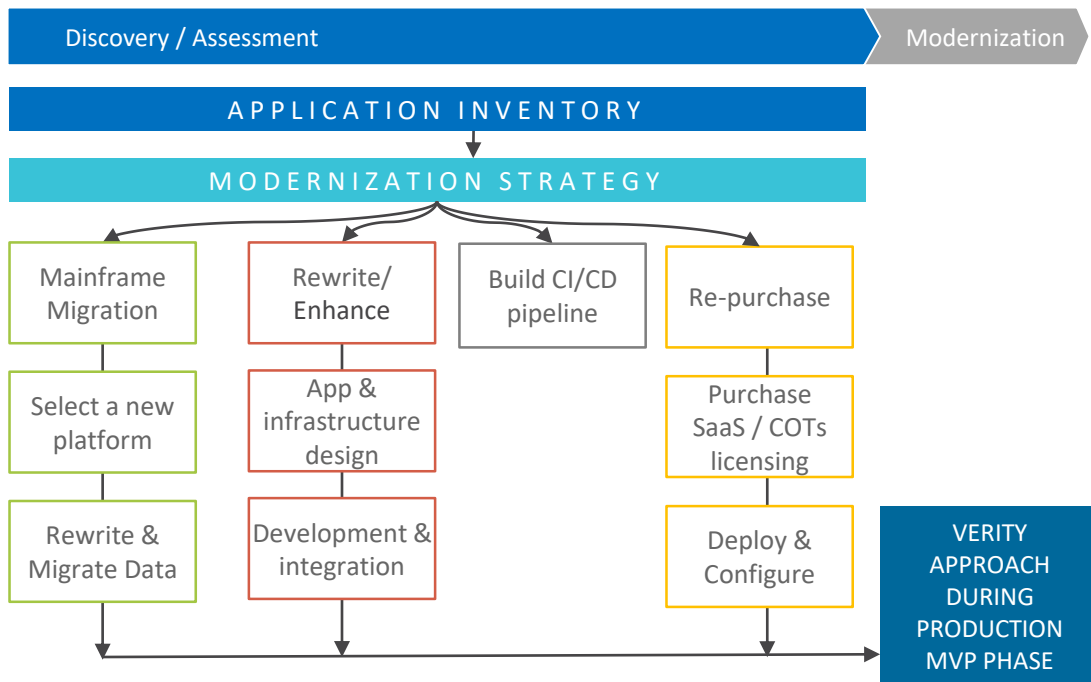 Discovery / Assessment
Modernization
APPLICATION INVENTORY
MODERNIZATION STRATEGY
Mainframe
Migration
Rewrite/
Enhance
Build CI/CD
pipeline
Re-purchase
Select a new
platform
App &
infrastructure
design
Purchase
SaaS / COTs
licensing
Rewrite &
Migrate Data
Development &
integration
Deploy &
Configure
VERITY
APPROACH
DURING
PRODUCTION
MVP PHASE